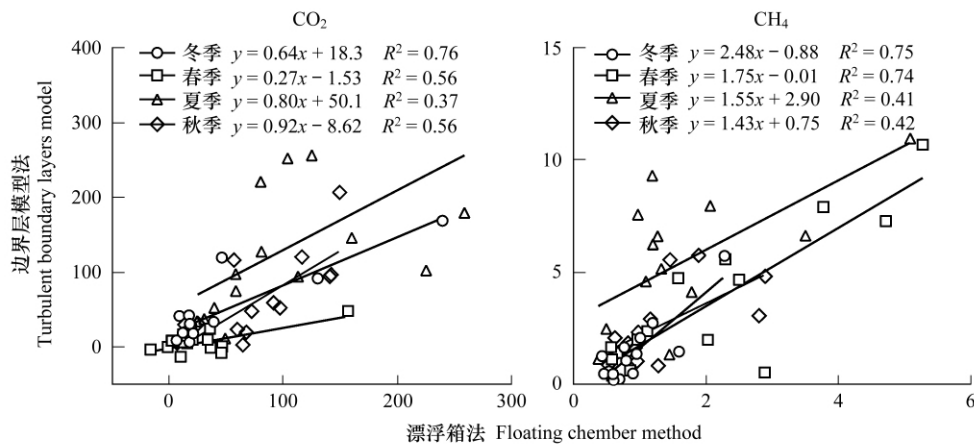 CO₂
400
300
200
100
0
0
100
200
300
冬季 y = 0.64x + 18.3 R² = 0.76
春季 y = 0.27x − 1.53 R² = 0.56
夏季 y = 0.80x + 50.1 R² = 0.37
秋季 y = 0.92x − 8.62 R² = 0.56
CH₄
15
10
5
0
0
2
4
6
冬季 y = 2.48x − 0.88 R² = 0.75
春季 y = 1.75x − 0.01 R² = 0.74
夏季 y = 1.55x + 2.90 R² = 0.41
秋季 y = 1.43x + 0.75 R² = 0.42
边界层模型法
Turbulent boundary layers model
漂浮箱法 Floating chember method